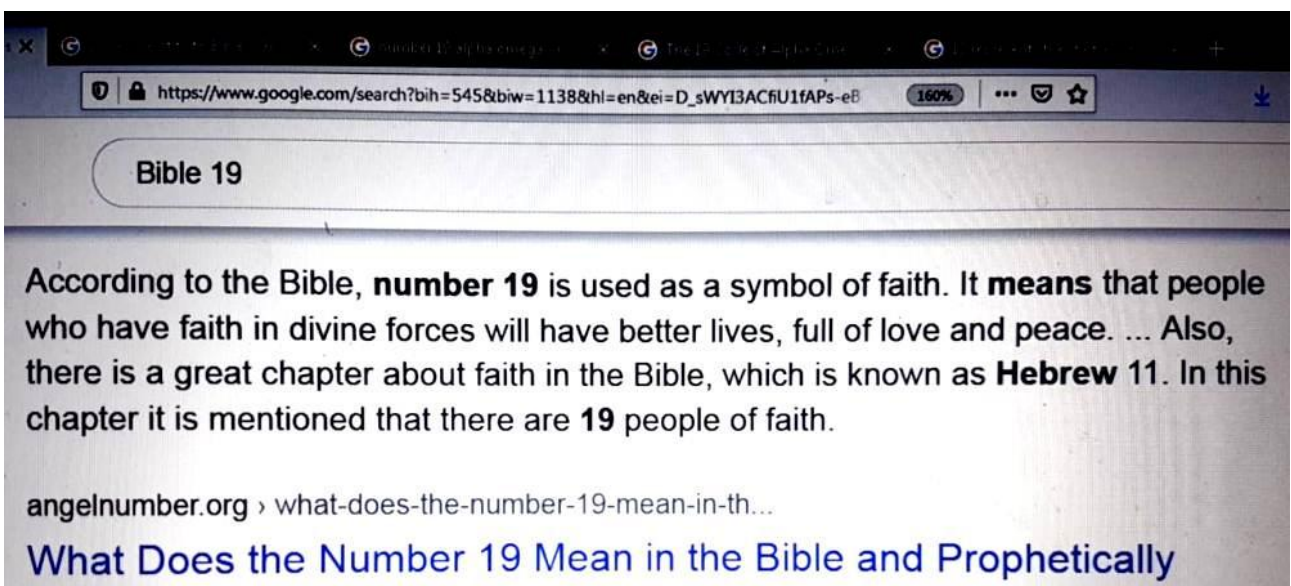 https://www.google.com/search?bih=545&biw=1138&hl=en&ei=D_sWYI3ACfiU1fAPs-eB 160%
Bible 19
According to the Bible, number 19 is used as a symbol of faith. It means that people
who have faith in divine forces will have better lives, full of love and peace. ... Also,
there is a great chapter about faith in the Bible, which is known as Hebrew 11. In this
chapter it is mentioned that there are 19 people of faith.
angelnumber.org › what-does-the-number-19-mean-in-th...
What Does the Number 19 Mean in the Bible and Prophetically